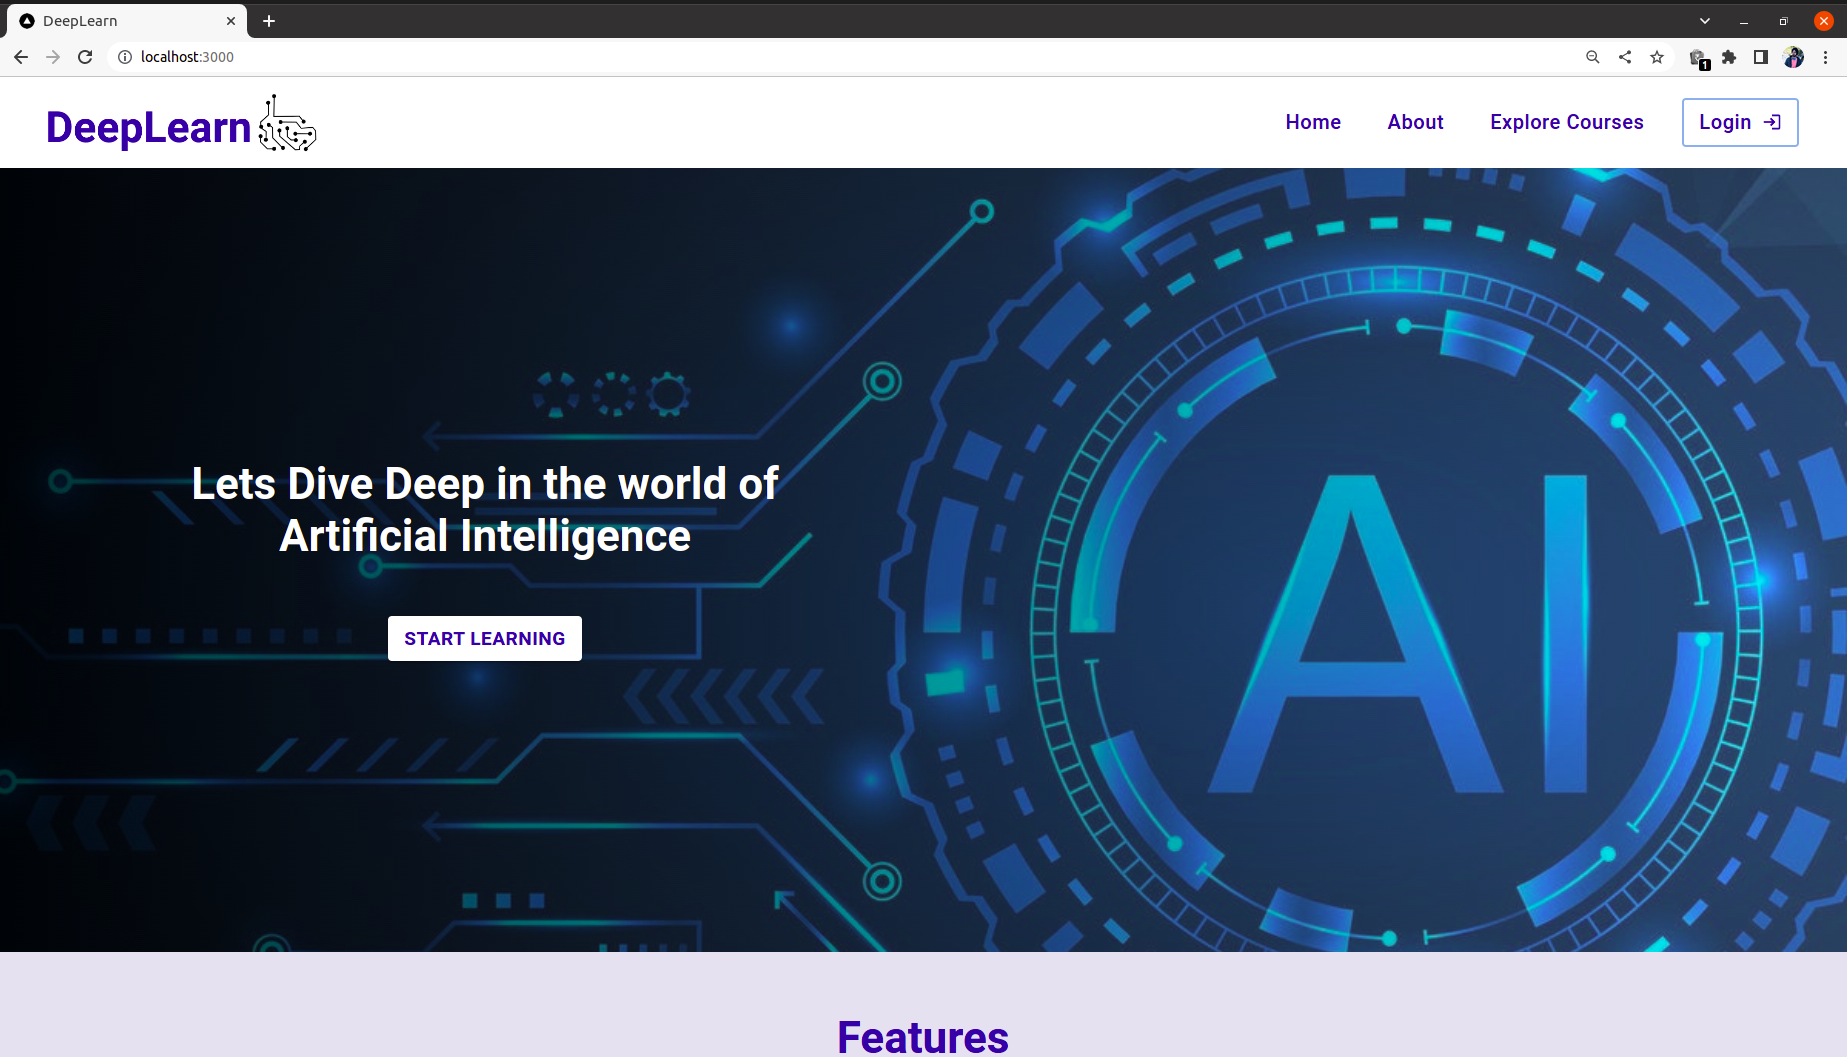 DeepLearn
localhost:3000
1
DeepLearn
Home About Explore Courses Login
Lets Dive Deep in the world of
Artificial Intelligence
START LEARNING
AI
Features